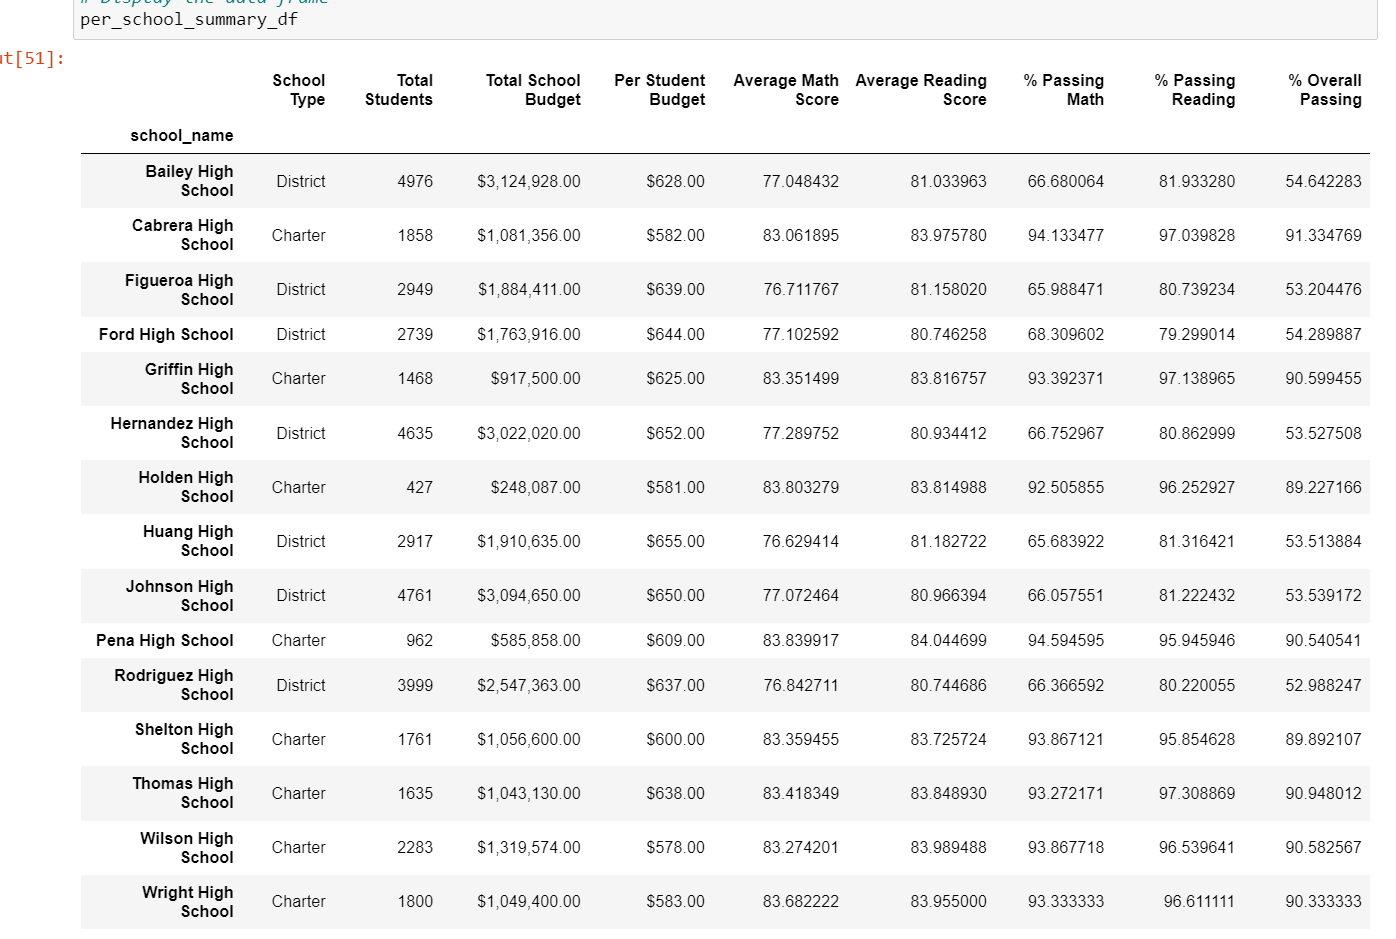 # Display the data frame
per_school_summary_df
ut[51]:
School Total Total School Per Student Average Math Average Reading % Passing % Passing % Overall
Type Students Budget Budget Score Score Math Reading Passing
school_name
Bailey High
School District 4976 $3,124,928.00 $628.00 77.048432 81.033963 66.680064 81.933280 54.642283
Cabrera High
School Charter 1858 $1,081,356.00 $582.00 83.061895 83.975780 94.133477 97.039828 91.334769
Figueroa High
School District 2949 $1,884,411.00 $639.00 76.711767 81.158020 65.988471 80.739234 53.204476
Ford High School District 2739 $1,763,916.00 $644.00 77.102592 80.746258 68.309602 79.299014 54.289887
Griffin High
School Charter 1468 $917,500.00 $625.00 83.351499 83.816757 93.392371 97.138965 90.599455
Hernandez High
School District 4635 $3,022,020.00 $652.00 77.289752 80.934412 66.752967 80.862999 53.527508
Holden High
School Charter 427 $248,087.00 $581.00 83.803279 83.814988 92.505855 96.252927 89.227166
Huang High
School District 2917 $1,910,635.00 $655.00 76.629414 81.182722 65.683922 81.316421 53.513884
Johnson High
School District 4761 $3,094,650.00 $650.00 77.072464 80.966394 66.057551 81.222432 53.539172
Pena High School Charter 962 $585,858.00 $609.00 83.839917 84.044699 94.594595 95.945946 90.540541
Rodriguez High
School District 3999 $2,547,363.00 $637.00 76.842711 80.744686 66.366592 80.220055 52.988247
Shelton High
School Charter 1761 $1,056,600.00 $600.00 83.359455 83.725724 93.867121 95.854628 89.892107
Thomas High
School Charter 1635 $1,043,130.00 $638.00 83.418349 83.848930 93.272171 97.308869 90.948012
Wilson High
School Charter 2283 $1,319,574.00 $578.00 83.274201 83.989488 93.867718 96.539641 90.582567
Wright High
School Charter 1800 $1,049,400.00 $583.00 83.682222 83.955000 93.333333 96.611111 90.333333